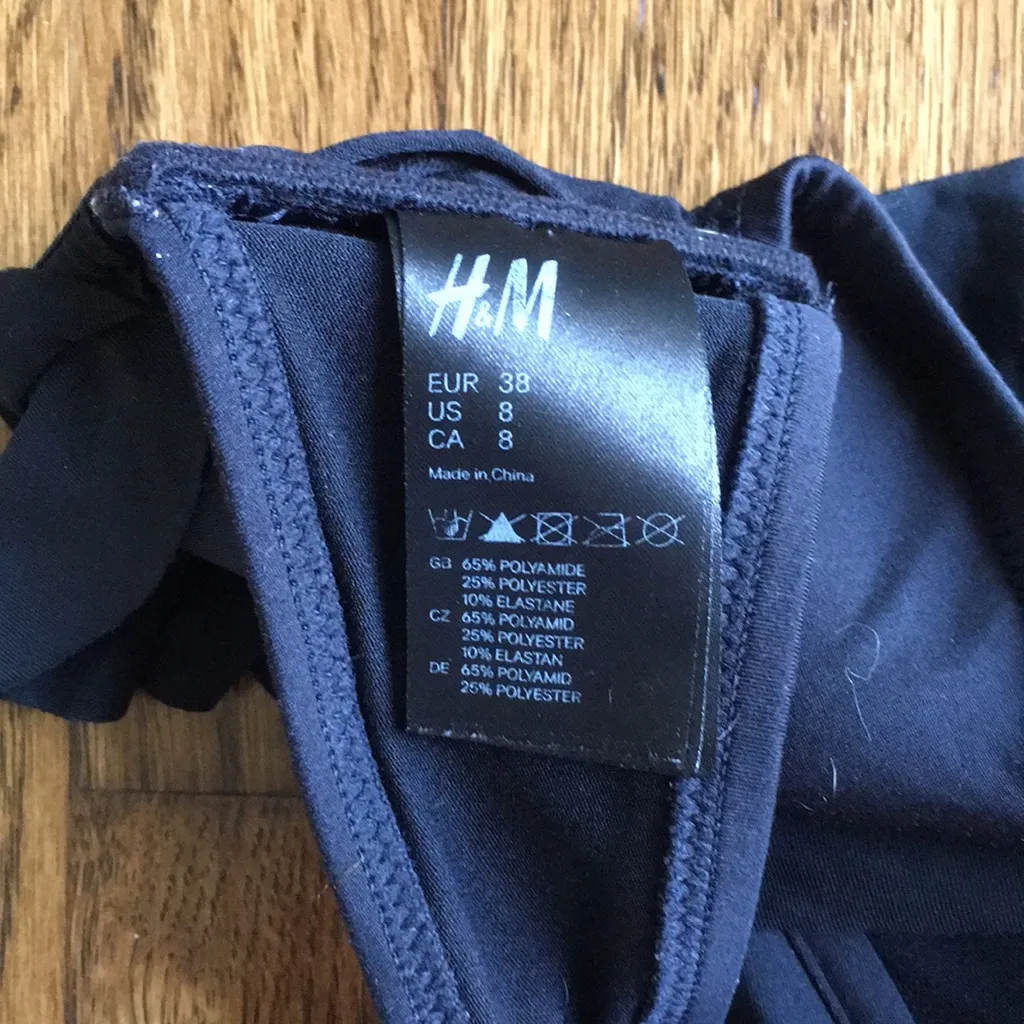 H&M
EUR 38
US 8
CA 8
Made in China
GB 65% POLYAMIDE
25% POLYESTER
10% ELASTANE
CZ 65% POLYAMID
25% POLYESTER
10% ELASTAN
DE 65% POLYAMID
25% POLYESTER